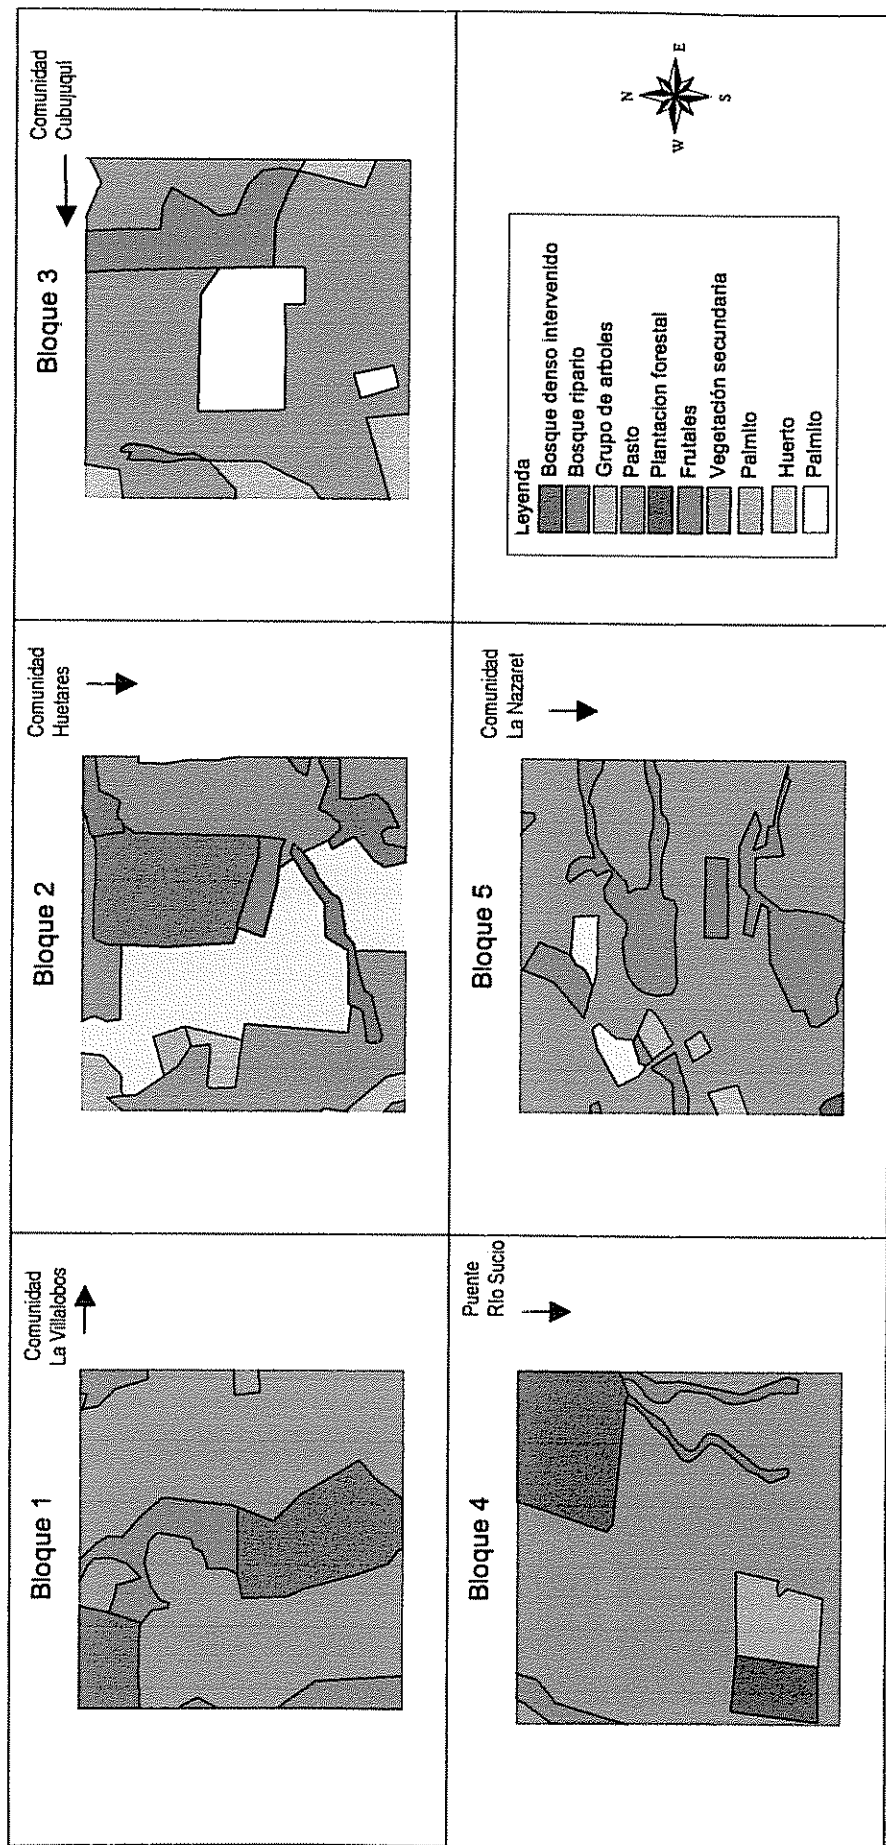 Bloque 1
Comunidad
La Villalobos
Bloque 2
Comunidad
Huetares
Bloque 3
Comunidad
Cubujuquí
Bloque 4
Puente
Río Sucio
Bloque 5
Comunidad
La Nazaret
Leyenda
Bosque denso intervenido
Bosque ripario
Grupo de arboles
Pasto
Plantacion forestal
Frutales
Vegetación secundaria
Palmito
Huerto
Palmito
N
W
E
S